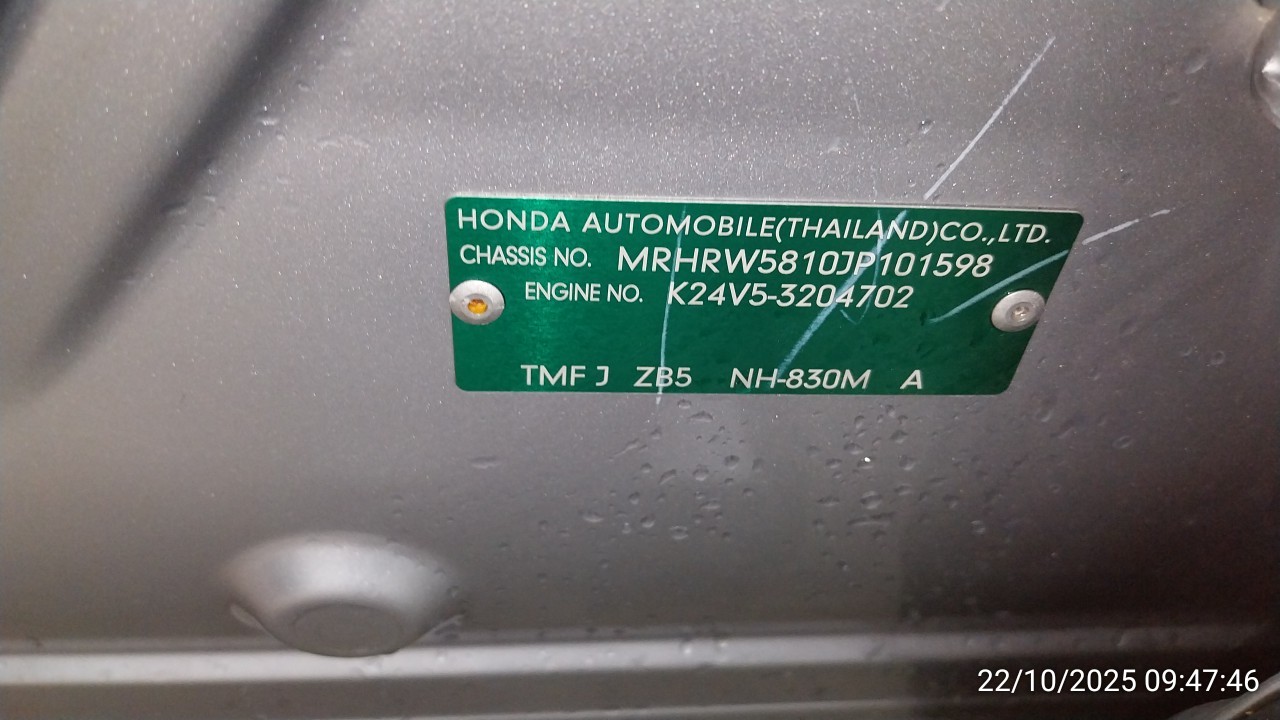 HONDA AUTOMOBILE(THAILAND)CO.,LTD.
CHASSIS NO. MRHRW5810JP101598
ENGINE NO. K24V5-3204702
TMF J ZB5 NH-830M A
22/10/2025 09:47:46